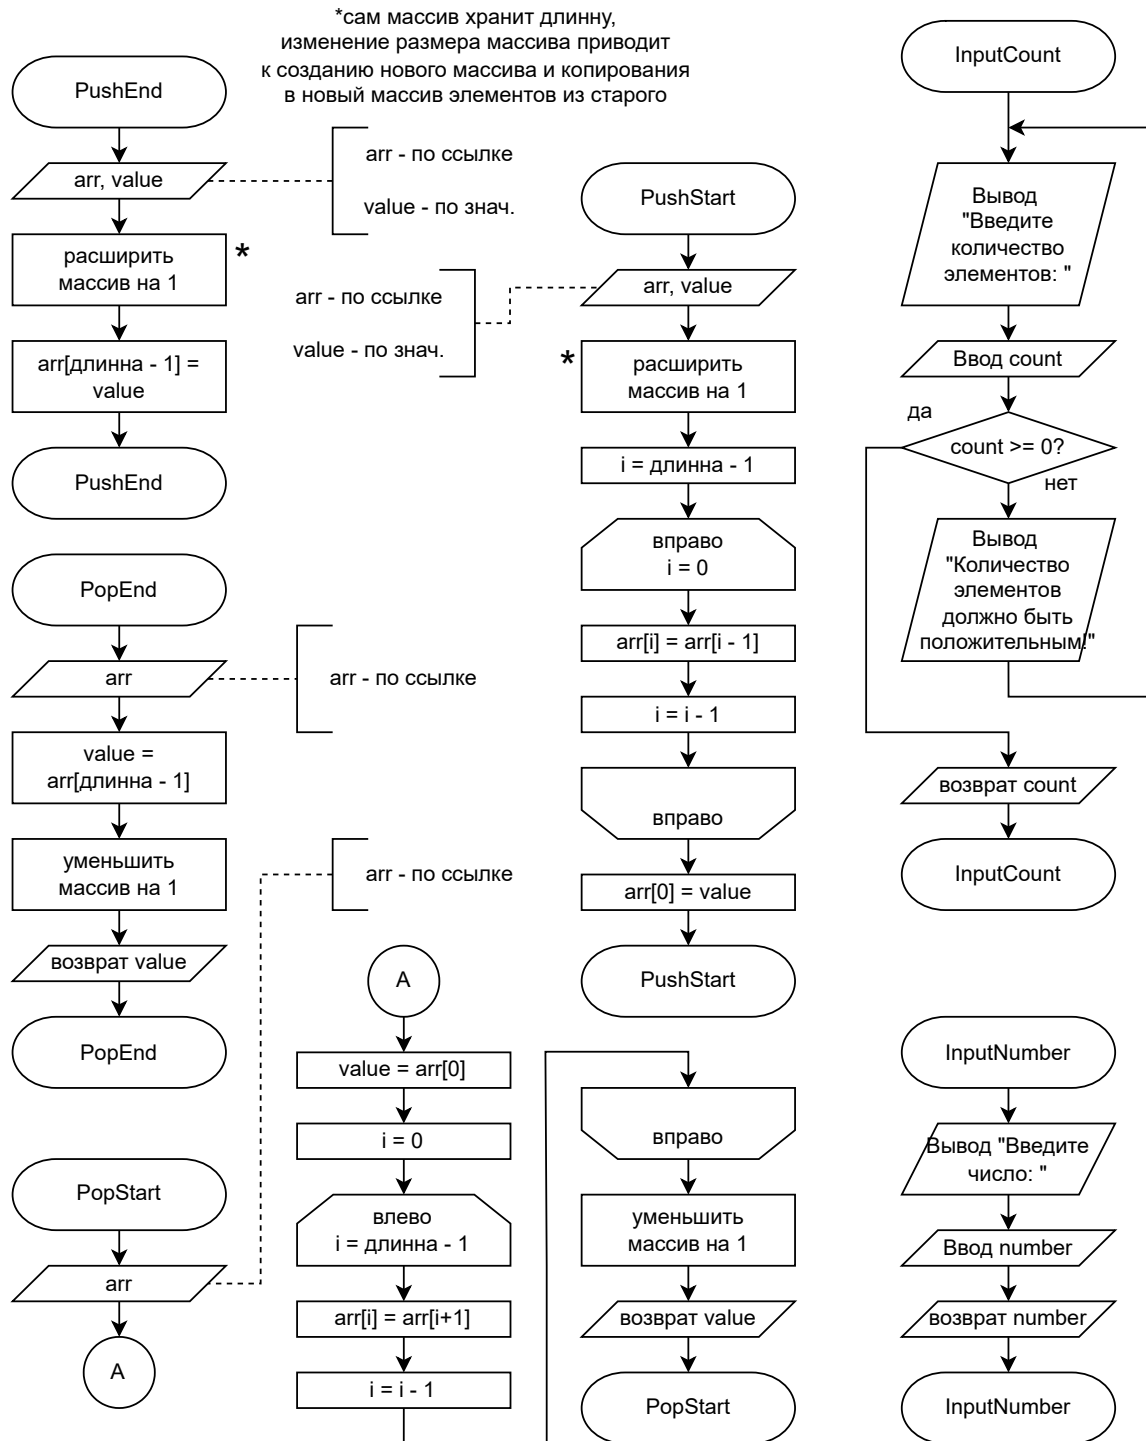 *сам массив хранит длинну,
изменение размера массива приводит
к созданию нового массива и копирования
в новый массив элементов из старого
PushEnd
arr, value
arr - по ссылке
value - по знач.
расширить
массив на 1
*
arr[длинна - 1] =
value
PushEnd
PopEnd
arr
arr - по ссылке
value =
arr[длинна - 1]
уменьшить
массив на 1
возврат value
PopEnd
PopStart
arr
arr - по ссылке
A
A
value = arr[0]
i = 0
влево
i = длинна - 1
arr[i] = arr[i+1]
i = i - 1
PushStart
arr, value
arr - по ссылке
value - по знач.
*
расширить
массив на 1
i = длинна - 1
вправо
i = 0
arr[i] = arr[i - 1]
i = i - 1
вправо
arr[0] = value
PushStart
вправо
уменьшить
массив на 1
возврат value
PopStart
InputCount
Вывод
"Введите
количество
элементов: "
Ввод count
да
count >= 0?
нет
Вывод
"Количество
элементов
должно быть
положительным!"
возврат count
InputCount
InputNumber
Вывод "Введите
число: "
Ввод number
возврат number
InputNumber